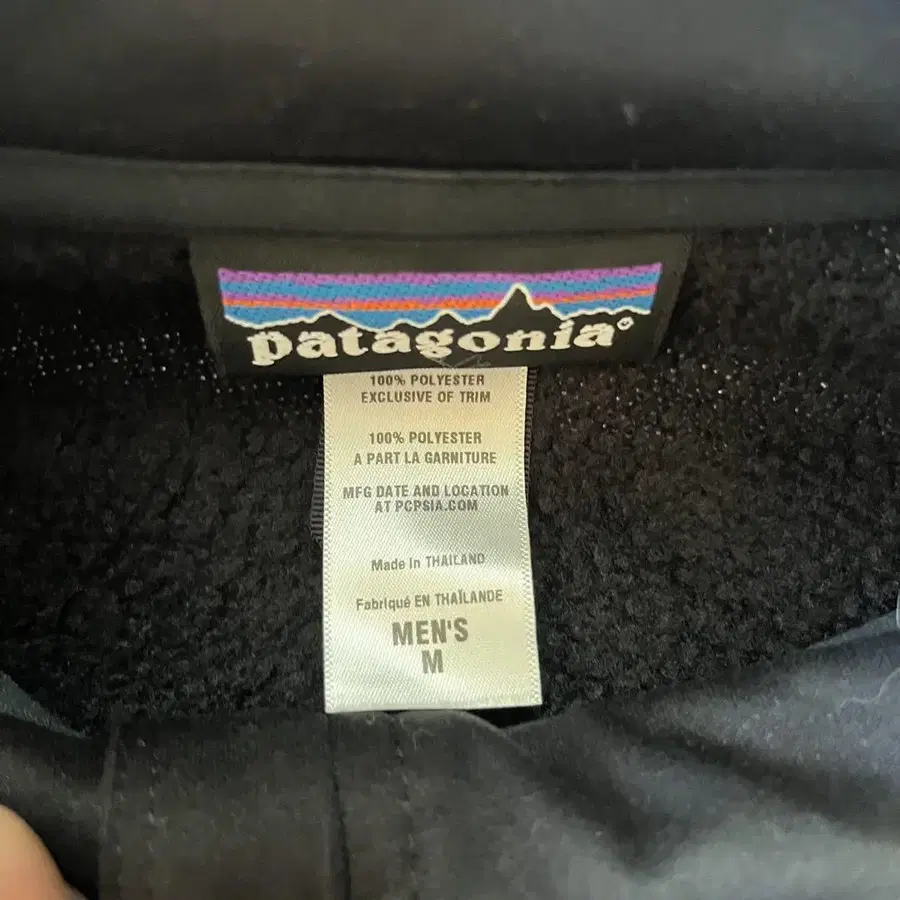 patagonia®
100% POLYESTER
EXCLUSIVE OF TRIM
100% POLYESTER
A PART LA GARNITURE
MFG DATE AND LOCATION
AT PCPSIA.COM
Made in THAILAND
Fabriqué EN THAÏLANDE
MEN'S
M